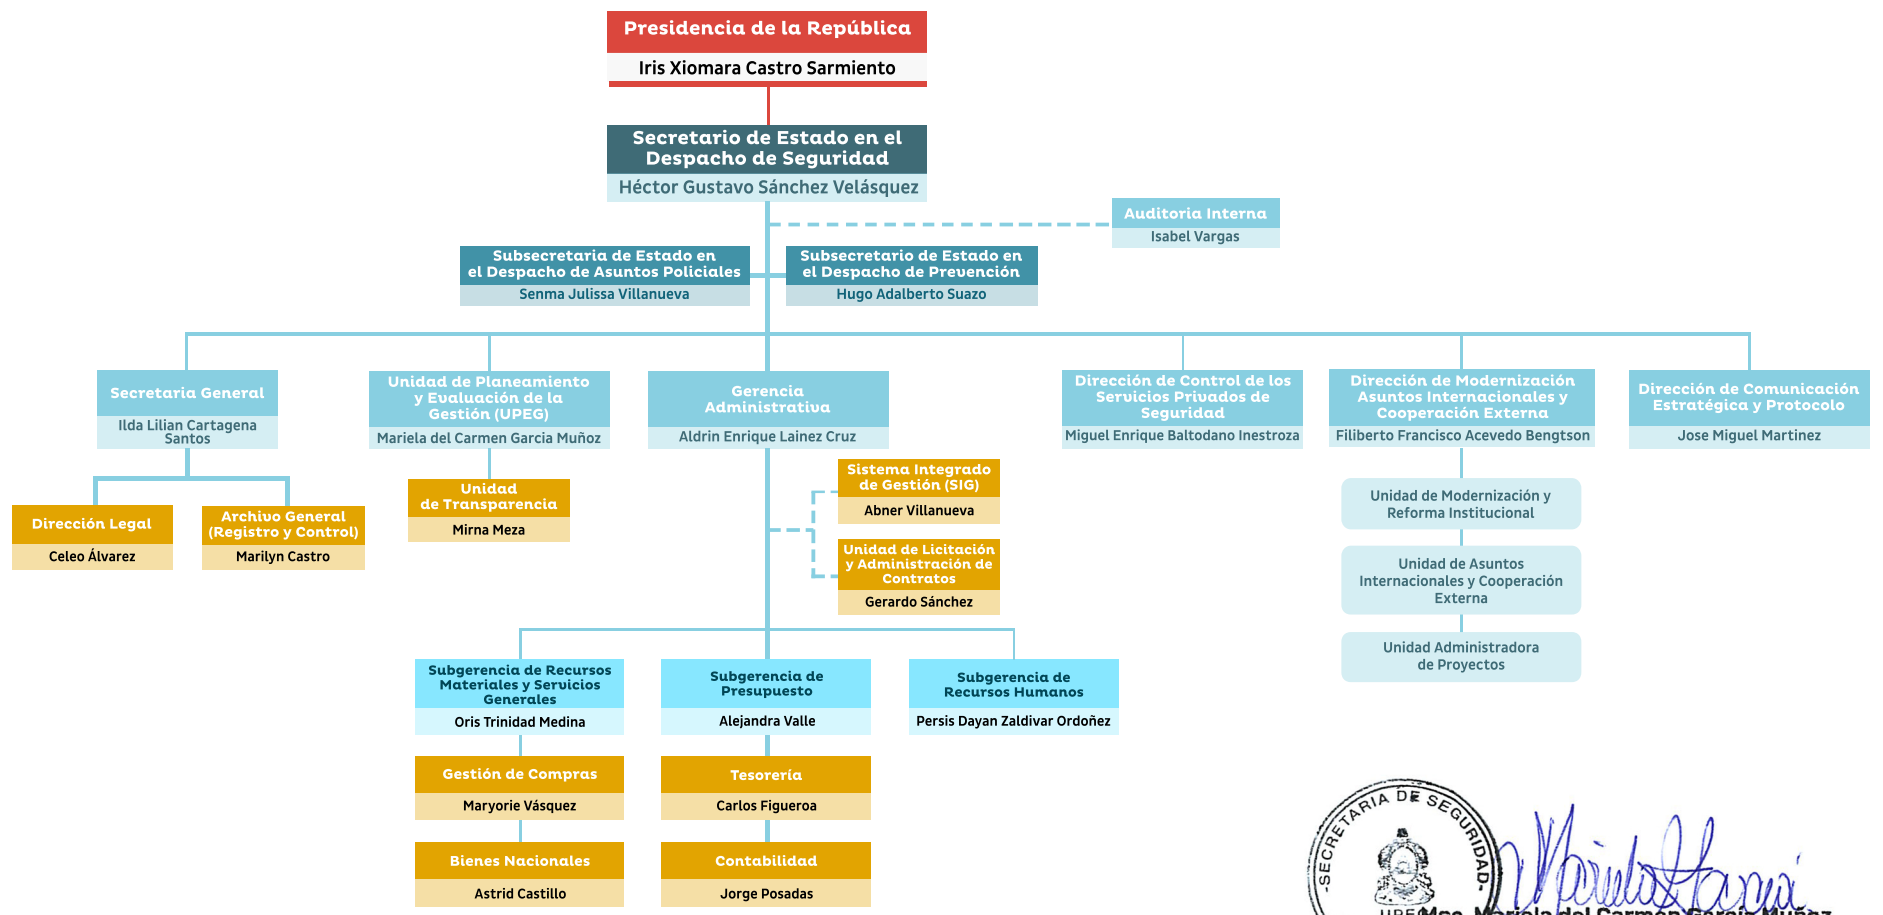 Presidencia de la República
Iris Xiomara Castro Sarmiento
Secretario de Estado en el
Despacho de Seguridad
Héctor Gustavo Sánchez Velásquez
Auditoria Interna
Isabel Vargas
Subsecretaria de Estado en
el Despacho de Asuntos Policiales
Senma Julissa Villanueva
Subsecretario de Estado en
el Despacho de Prevención
Hugo Adalberto Suazo
Secretaria General
Ilda Lilian Cartagena
Santos
Unidad de Planeamiento
y Evaluación de la
Gestión (UPEG)
Mariela del Carmen Garcia Muñoz
Gerencia
Administrativa
Aldrin Enrique Lainez Cruz
Dirección de Control de los
Servicios Privados de
Seguridad
Miguel Enrique Baltodano Inestroza
Dirección de Modernización
Asuntos Internacionales y
Cooperación Externa
Filiberto Francisco Acevedo Bengtson
Dirección de Comunicación
Estratégica y Protocolo
Jose Miguel Martinez
Dirección Legal
Celeo Álvarez
Archivo General
(Registro y Control)
Marilyn Castro
Unidad
de Transparencia
Mirna Meza
Sistema Integrado
de Gestión (SIG)
Abner Villanueva
Unidad de Licitación
y Administración de
Contratos
Gerardo Sánchez
Unidad de Modernización y
Reforma Institucional
Unidad de Asuntos
Internacionales y Cooperación
Externa
Unidad Administradora
de Proyectos
Subgerencia de Recursos
Materiales y Servicios
Generales
Oris Trinidad Medina
Subgerencia de
Presupuesto
Alejandra Valle
Subgerencia de
Recursos Humanos
Persis Dayan Zaldivar Ordoñez
Gestión de Compras
Maryorie Vásquez
Tesorería
Carlos Figueroa
Bienes Nacionales
Astrid Castillo
Contabilidad
Jorge Posadas
-SECRETARIA DE SEGURIDAD-
UPEG
Msc. Mariela del Carmen García Muñoz